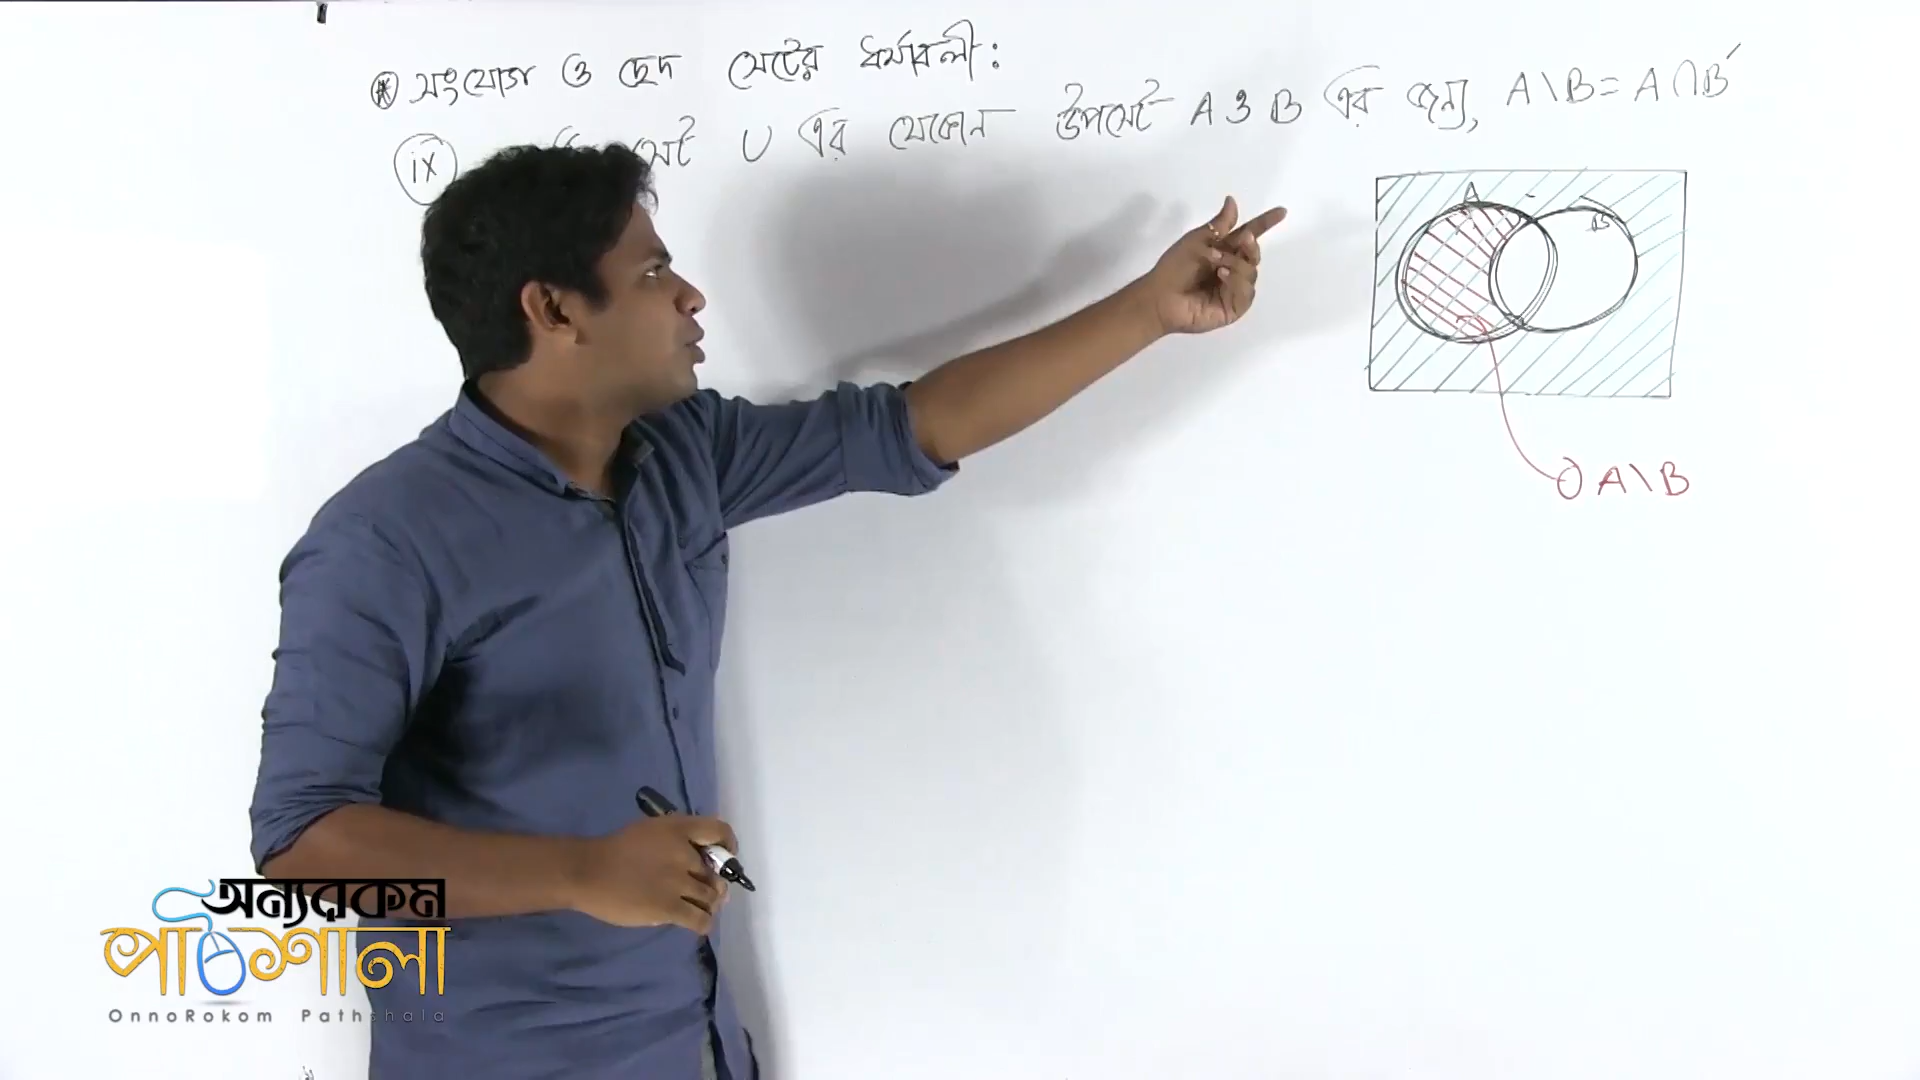 সংযোগ ও ছেদ সেটের ধর্মাবলী:
ix সেট U এর যেকোন উপসেট A ও B এর জন্য, A\B = A∩B′
A
B
A\B
অন্যরকম
পাঠশালা
OnnoRokom Pathshala